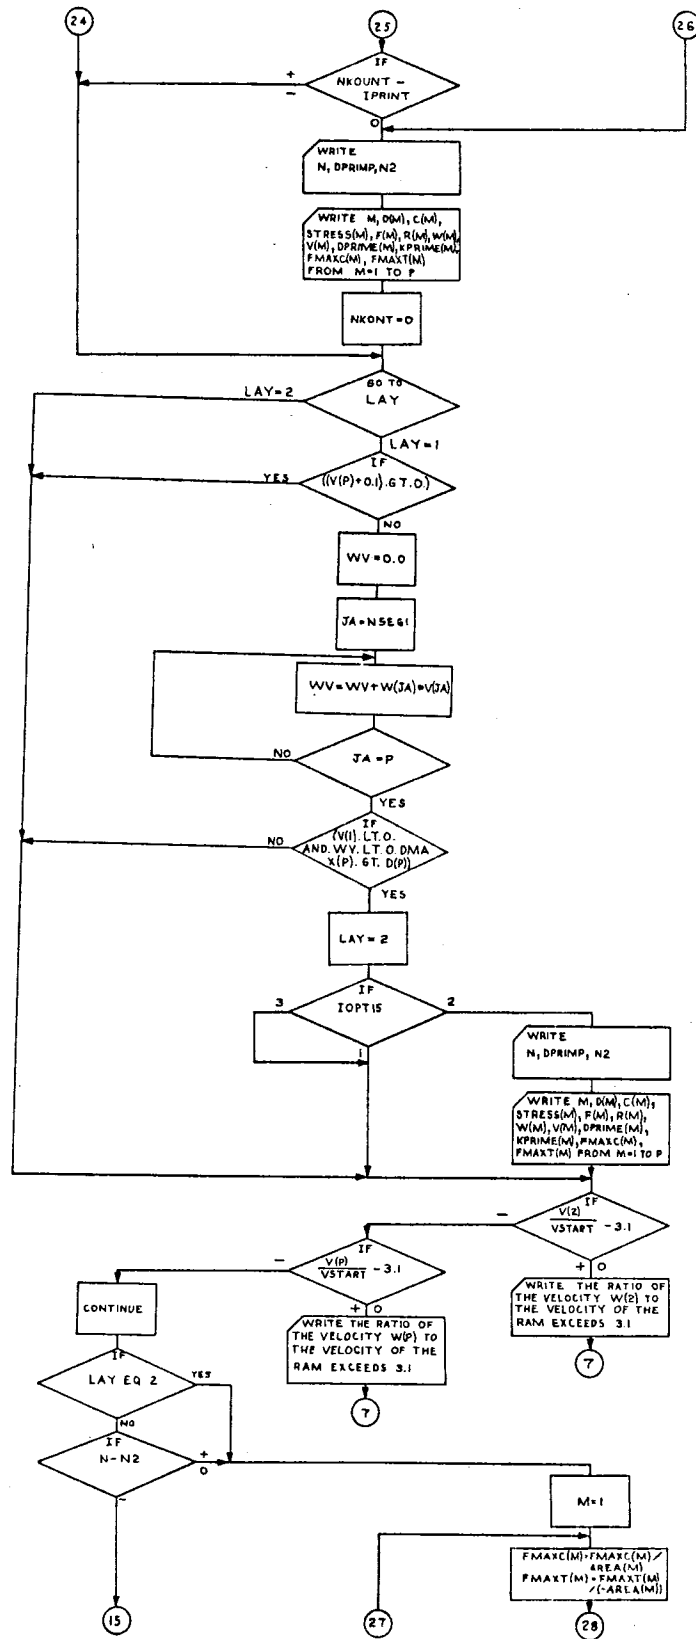 24
25
26
IF
NKOUNT -
IPRINT
+
-
0
WRITE
N, DPRIMP, N2
WRITE M, D(M), C(M),
STRESS(M), F(M), R(M), W(M),
V(M), DPRIME(M), KPRIME(M),
FMAXC(M), FMAXT(M)
FROM M=1 TO P
NKONT=0
GO TO
LAY
LAY=2
LAY=1
IF
((V(P)+0.1).GT.0.)
YES
NO
WV=0.0
JA=NSEG1
WV=WV+W(JA)*V(JA)
JA=P
NO
YES
IF
(V(1).LT.0.
AND.WV.LT.0.DMA
X(P).GT.D(P))
NO
YES
LAY=2
IF
IOPT15
3
2
1
WRITE
N, DPRIMP, N2
WRITE M, D(M), C(M),
STRESS(M), F(M), R(M),
W(M), V(M), DPRIME(M),
KPRIME(M), FMAXC(M),
FMAXT(M) FROM M=1 TO P
IF
V(2)
VSTART -3.1
-
+ 0
IF
V(P)
VSTART -3.1
-
+ 0
WRITE THE RATIO OF
THE VELOCITY W(2) TO
THE VELOCITY OF THE
RAM EXCEEDS 3.1
7
WRITE THE RATIO OF
THE VELOCITY W(P) TO
THE VELOCITY OF THE
RAM EXCEEDS 3.1
7
CONTINUE
IF
LAY EQ 2
YES
NO
IF
N-N2
+
0
-
M=1
FMAXC(M)=FMAXC(M)/
AREA(M)
FMAXT(M)=FMAXT(M)
/(-AREA(M))
15
27
28